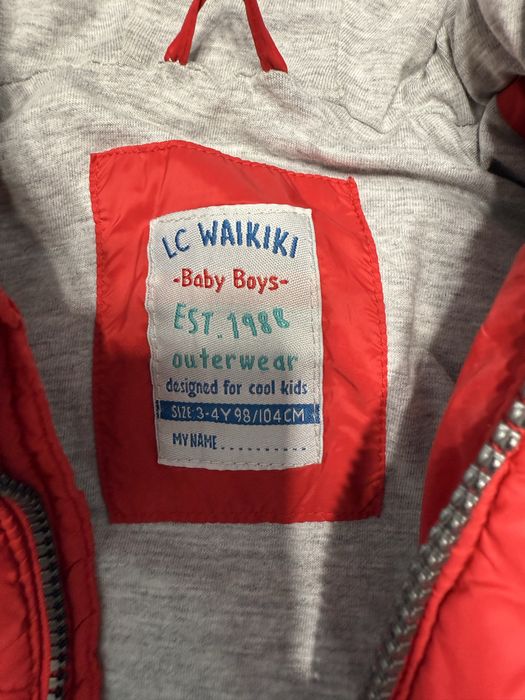 LC WAIKIKI
-Baby Boys-
EST. 1988
outerwear
designed for cool kids
SIZE: 3-4Y 98/104CM
MY NAME...........